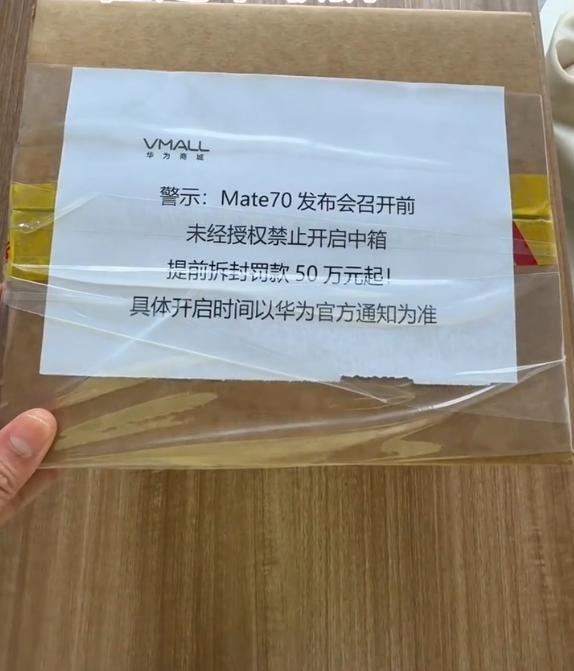 VMALL
华为商城
警示：Mate70 发布会召开前
未经授权禁止开启中箱
提前拆封罚款 50 万元起！
具体开启时间以华为官方通知为准